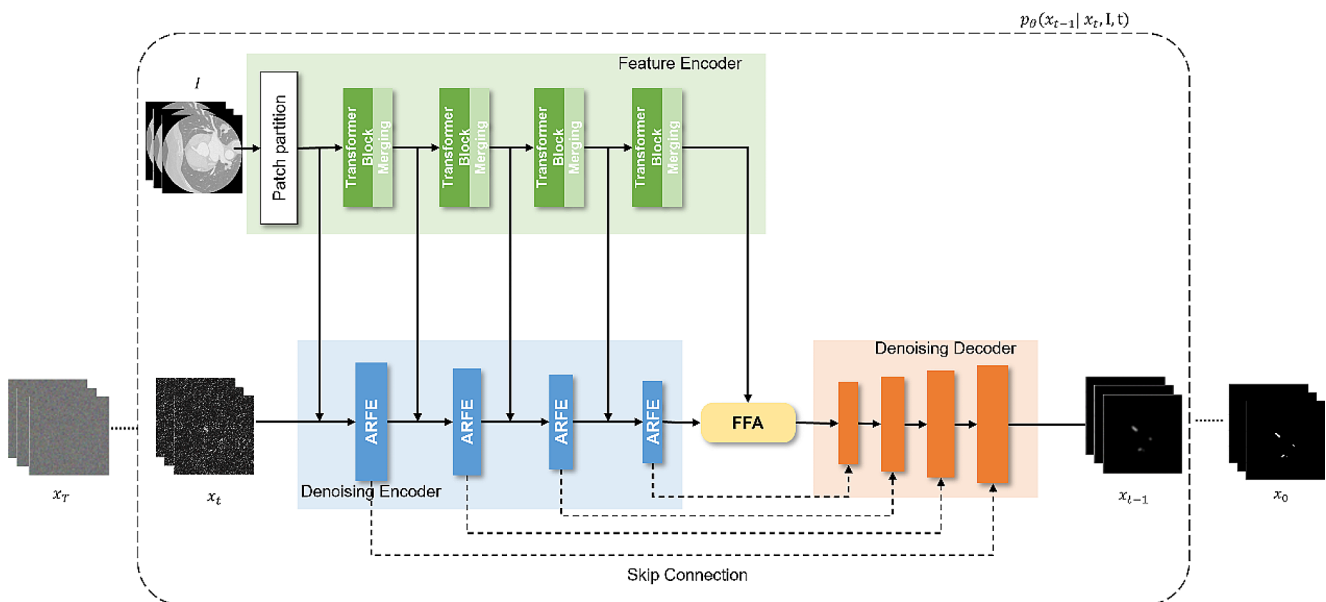 p_θ(x_{t-1}| x_t, I, t)
Feature Encoder
I
Patch partition
Transformer
Block
Merging
Transformer
Block
Merging
Transformer
Block
Merging
Transformer
Block
Merging
Denoising Decoder
ARFE
ARFE
ARFE
ARFE
FFA
Denoising Encoder
x_T
x_t
x_{t-1}
x_0
Skip Connection